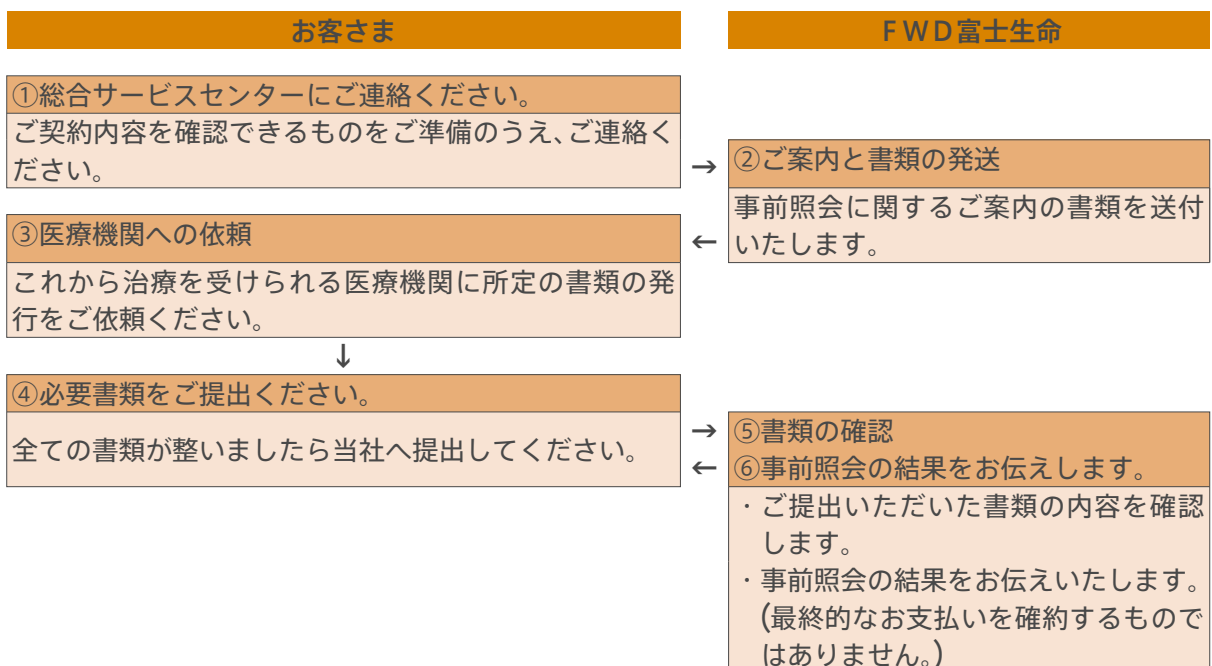 お客さま
ＦＷＤ富士生命
①総合サービスセンターにご連絡ください。
ご契約内容を確認できるものをご準備のうえ、ご連絡く
ださい。
→
②ご案内と書類の発送
事前照会に関するご案内の書類を送付
いたします。
←
③医療機関への依頼
これから治療を受けられる医療機関に所定の書類の発
行をご依頼ください。
↓
④必要書類をご提出ください。
全ての書類が整いましたら当社へ提出してください。
→
←
⑤書類の確認
⑥事前照会の結果をお伝えします。
・ご提出いただいた書類の内容を確認
します。
・事前照会の結果をお伝えいたします。
(最終的なお支払いを確約するもので
はありません。)